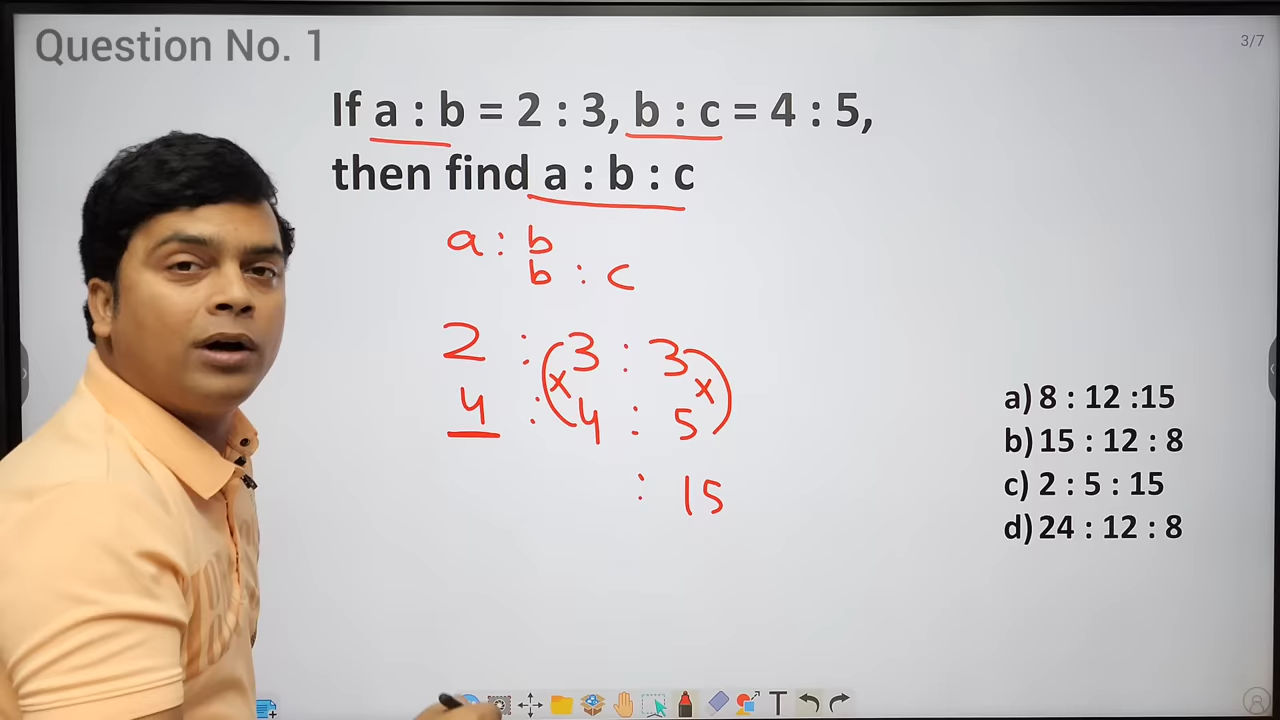 Question No. 1
3/7
If a : b = 2 : 3, b : c = 4 : 5,
then find a : b : c
a : b
b : c
2 : 3 : 3
x x
4 : 4 : 5
: 15
a) 8 : 12 :15
b) 15 : 12 : 8
c) 2 : 5 : 15
d) 24 : 12 : 8
T